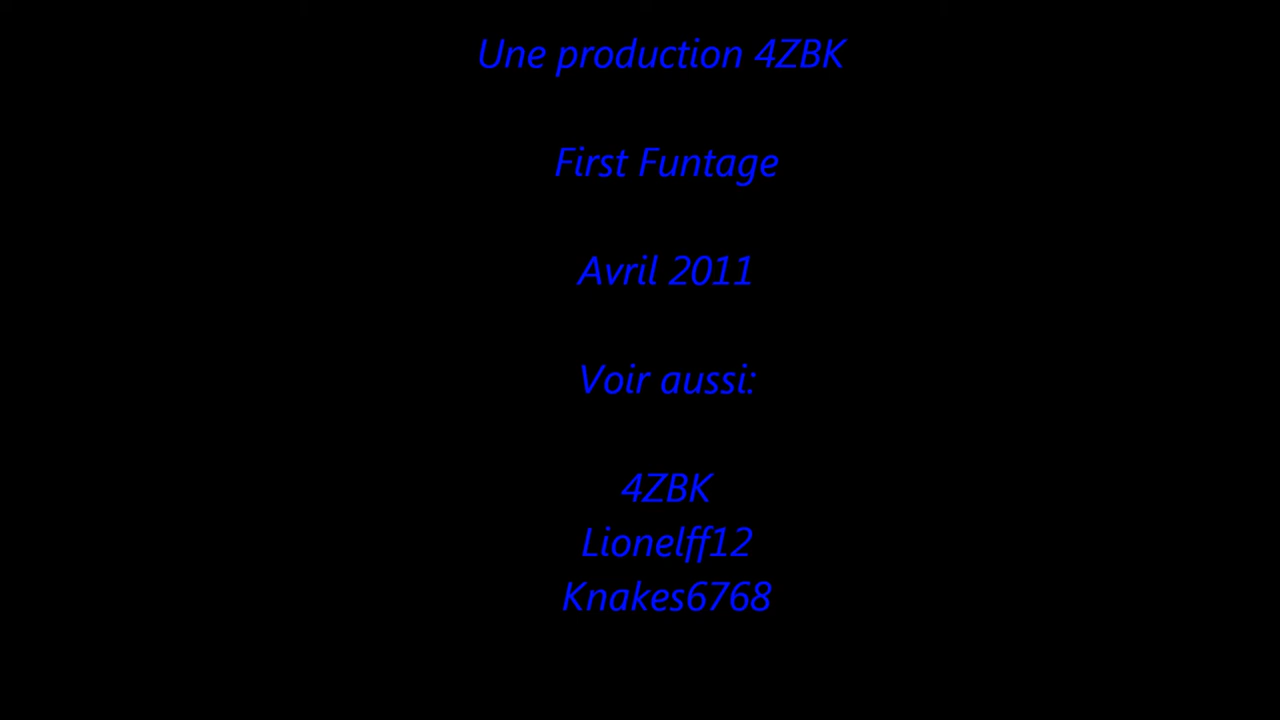 Une production 4ZBK
First Funtage
Avril 2011
Voir aussi:
4ZBK
Lionelff12
Knakes6768